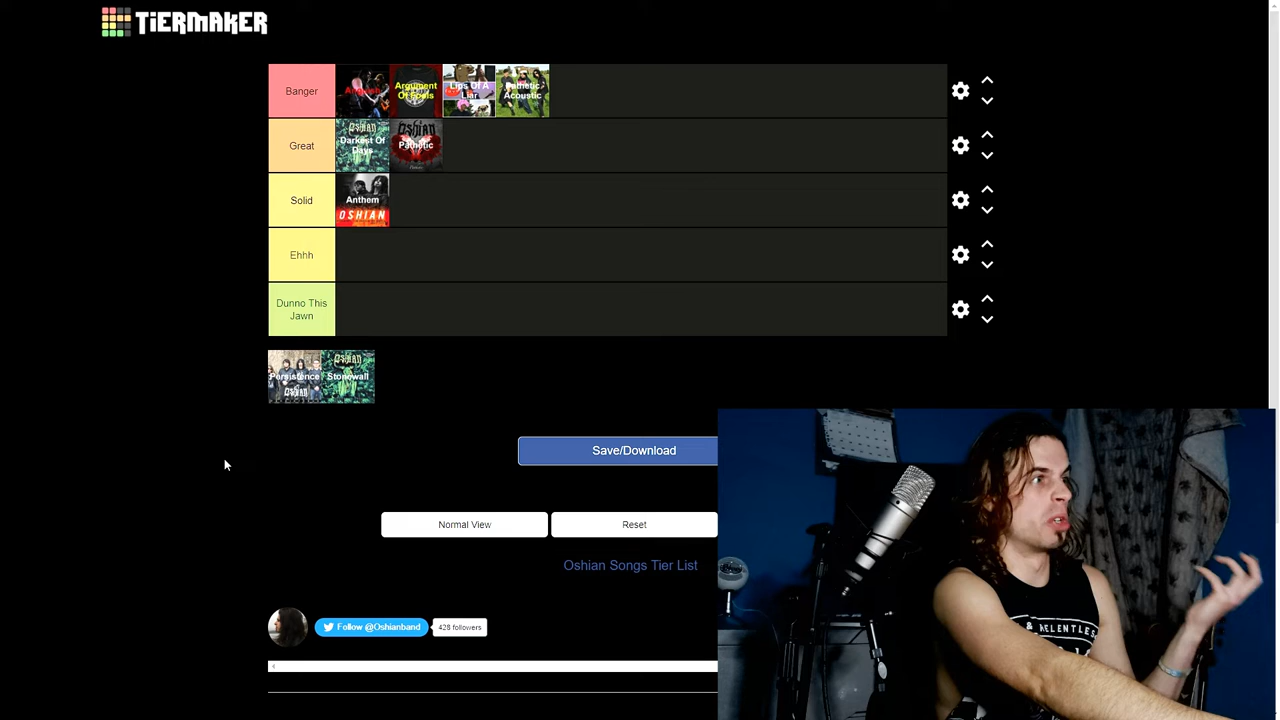 TiERMAKER
Banger
Argument
Of Fools
Lips Of A
Liar
Pathetic
Acoustic
Great
OSHIAN
Darkest Of
Days
OSHIAN
Pathetic
Solid
Anthem
OSHIAN
Ehhh
Dunno This
Jawn
Persistence
OSHIAN
OSHIAN
Stonewall
Save/Download
Normal View
Reset
Oshian Songs Tier List
Follow @Oshianband
428 followers
& RELENTLES